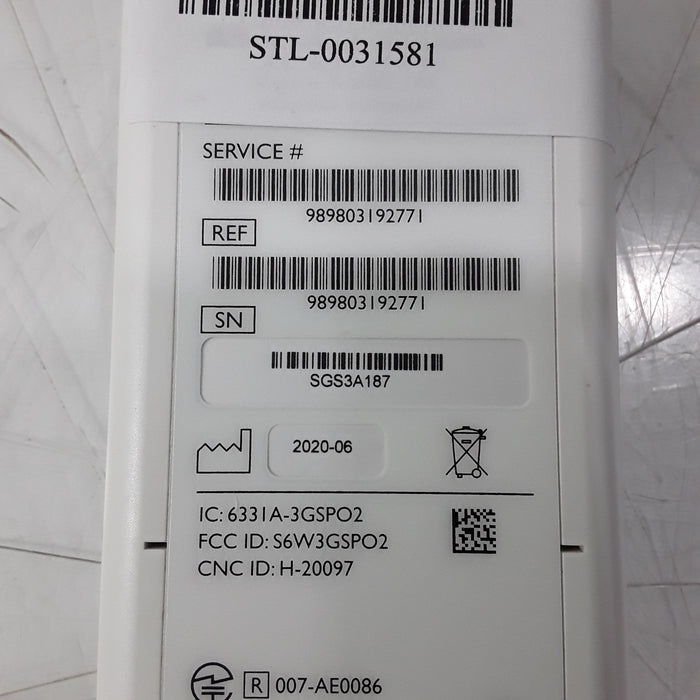 STL-0031581
SERVICE #
989803192771
REF
989803192771
SN
SGS3A187
2020-06
IC: 6331A-3GSPO2
FCC ID: S6W3GSPO2
CNC ID: H-20097
R 007-AE0086